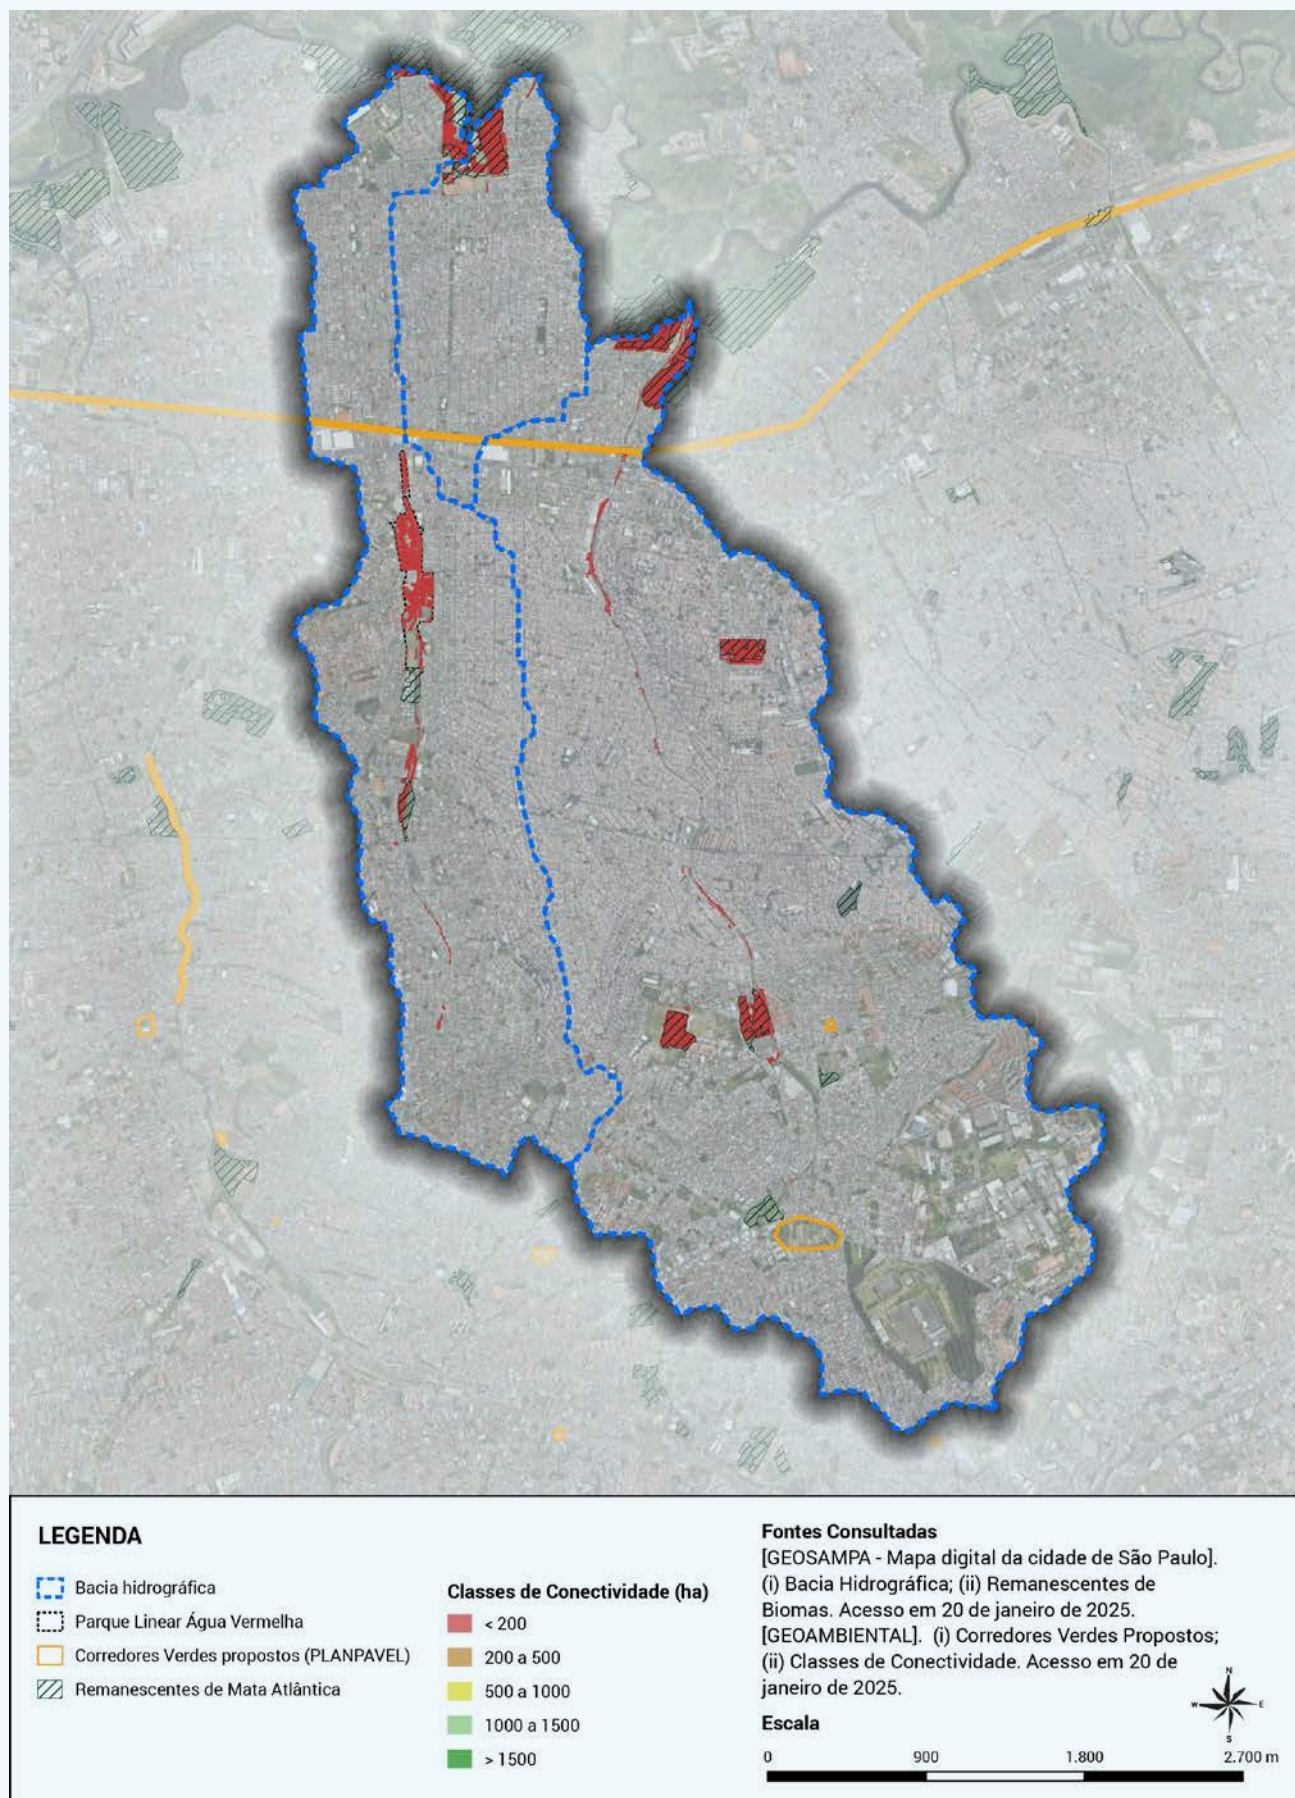 LEGENDA
Bacia hidrográfica
Parque Linear Água Vermelha
Corredores Verdes propostos (PLANPAVEL)
Remanescentes de Mata Atlântica
Classes de Conectividade (ha)
< 200
200 a 500
500 a 1000
1000 a 1500
> 1500
Fontes Consultadas
[GEOSAMPA - Mapa digital da cidade de São Paulo].
(i) Bacia Hidrográfica; (ii) Remanescentes de
Biomas. Acesso em 20 de janeiro de 2025.
[GEOAMBIENTAL]. (i) Corredores Verdes Propostos;
(ii) Classes de Conectividade. Acesso em 20 de
janeiro de 2025.
N
W E
S
Escala
0 900 1.800 2.700 m